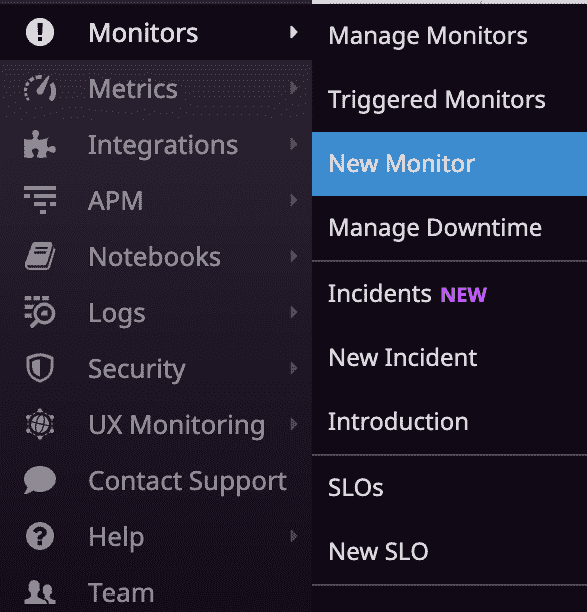 Monitors
Metrics
Integrations
APM
Notebooks
Logs
Security
UX Monitoring
Contact Support
Help
Team
Manage Monitors
Triggered Monitors
New Monitor
Manage Downtime
Incidents NEW
New Incident
Introduction
SLOs
New SLO